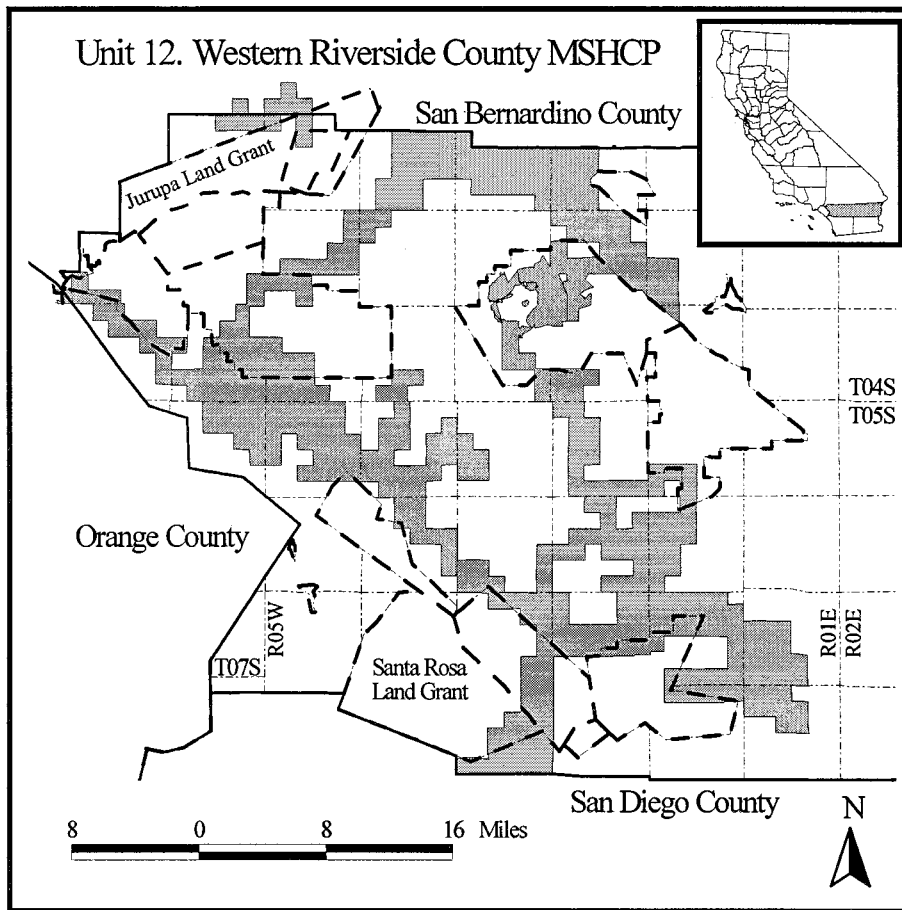 Unit 12. Western Riverside County MSHCP
San Bernardino County
Jurupa Land Grant
T04S
T05S
Orange County
R05W
T07S
Santa Rosa
Land Grant
R01E
R02E
San Diego County
8 0 8 16 Miles
N